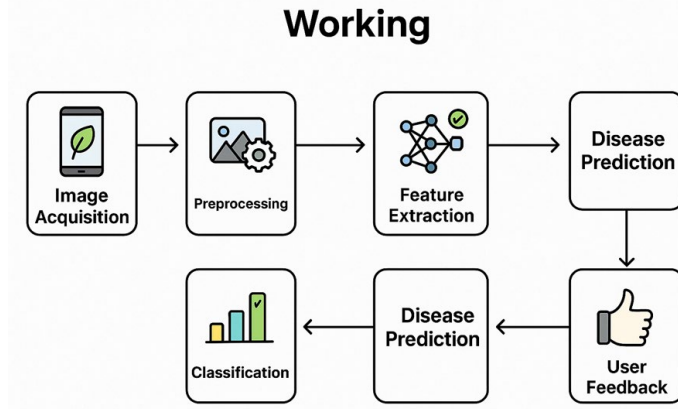 Working
Image
Acquisition
Preprocessing
Feature
Extraction
Disease
Prediction
User
Feedback
Disease
Prediction
Classification